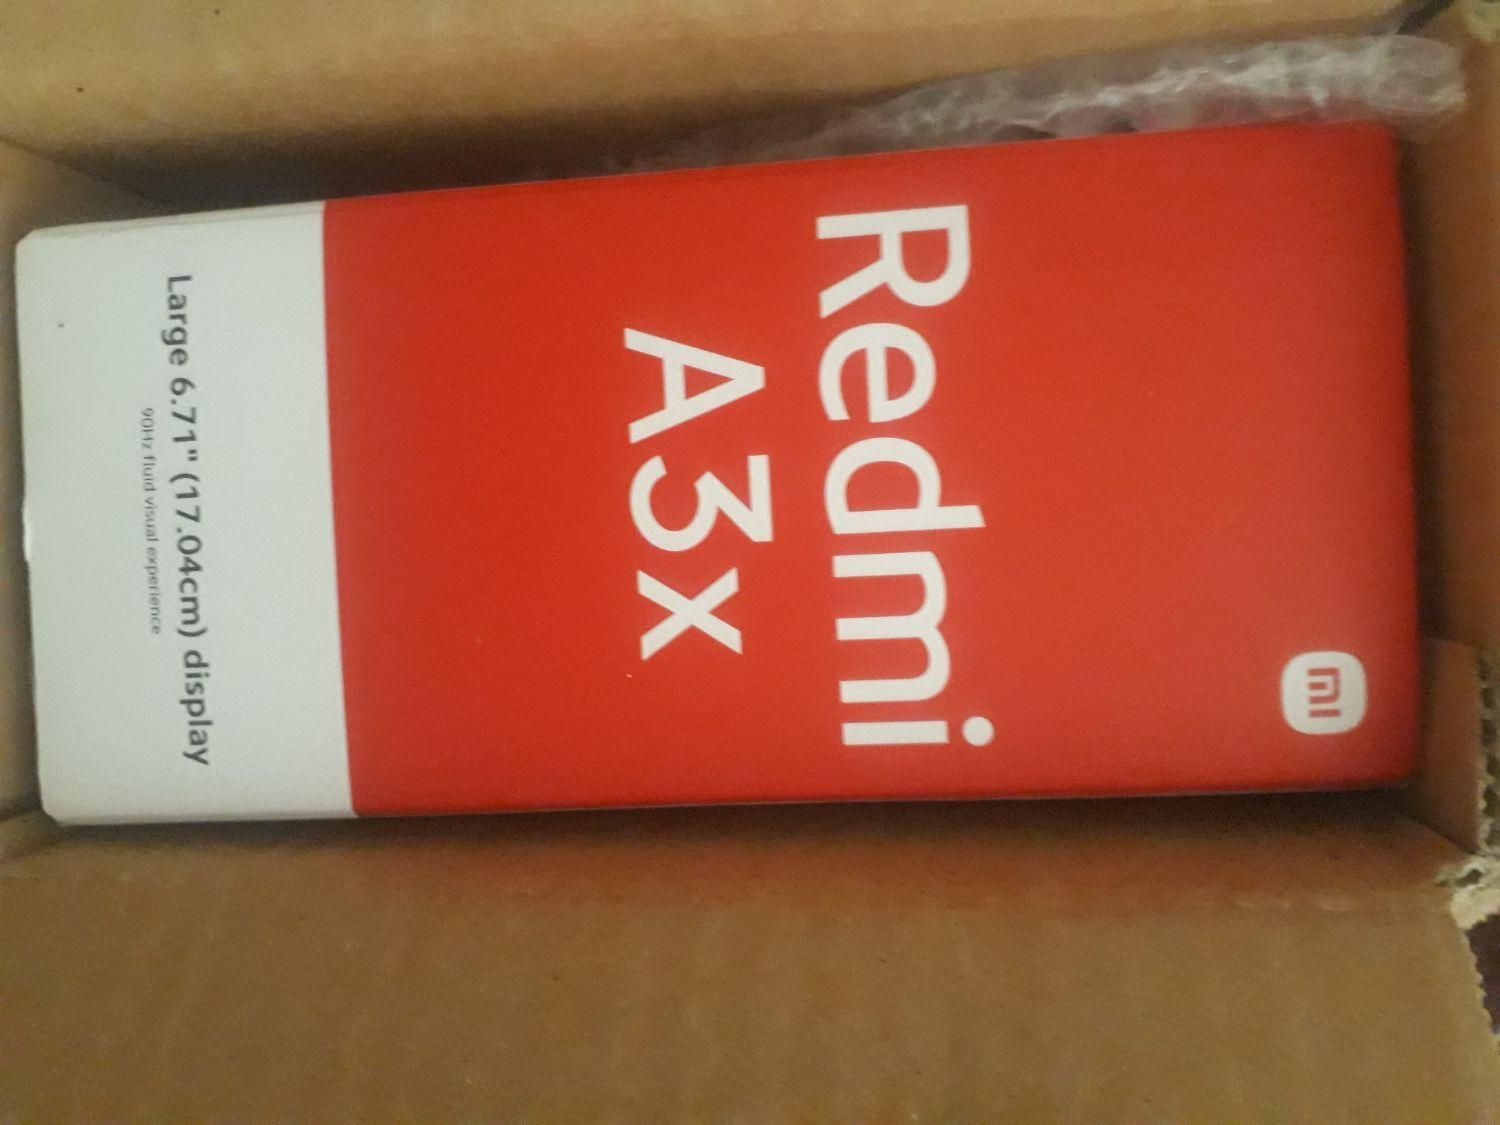 mi
Redmi
A3x
Large 6.71" (17.04cm) display
90Hz fluid visual experience